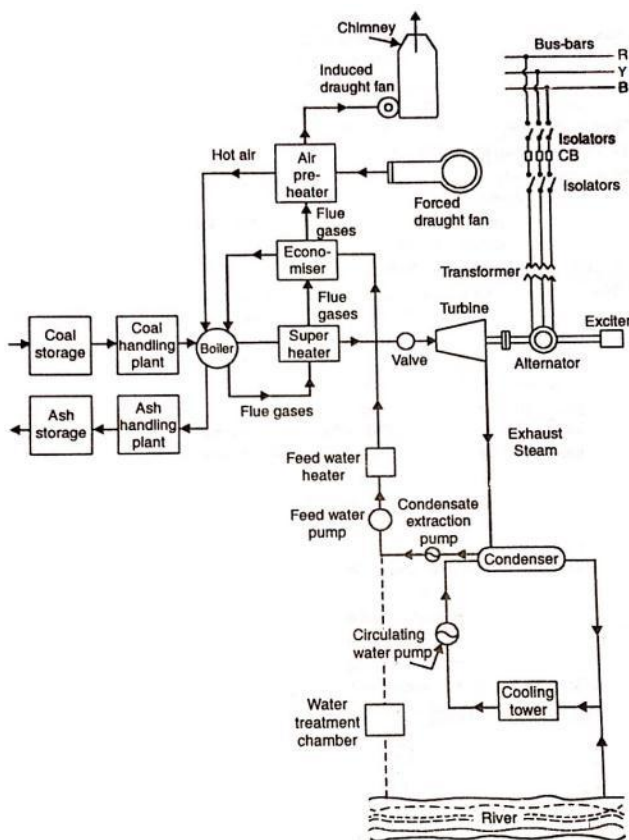 Chimney
Bus-bars
R
Y
B
Induced
draught fan
Isolators
CB
Isolators
Hot air
Air
pre-
heater
Forced
draught fan
Flue
gases
Econo-
miser
Transformer
Flue
gases
Turbine
Exciter
Coal
storage
Coal
handling
plant
Boiler
Super
heater
Valve
Alternator
Flue gases
Ash
storage
Ash
handling
plant
Exhaust
Steam
Feed water
heater
Feed water
pump
Condensate
extraction
pump
Condenser
Circulating
water pump
Cooling
tower
Water
treatment
chamber
River